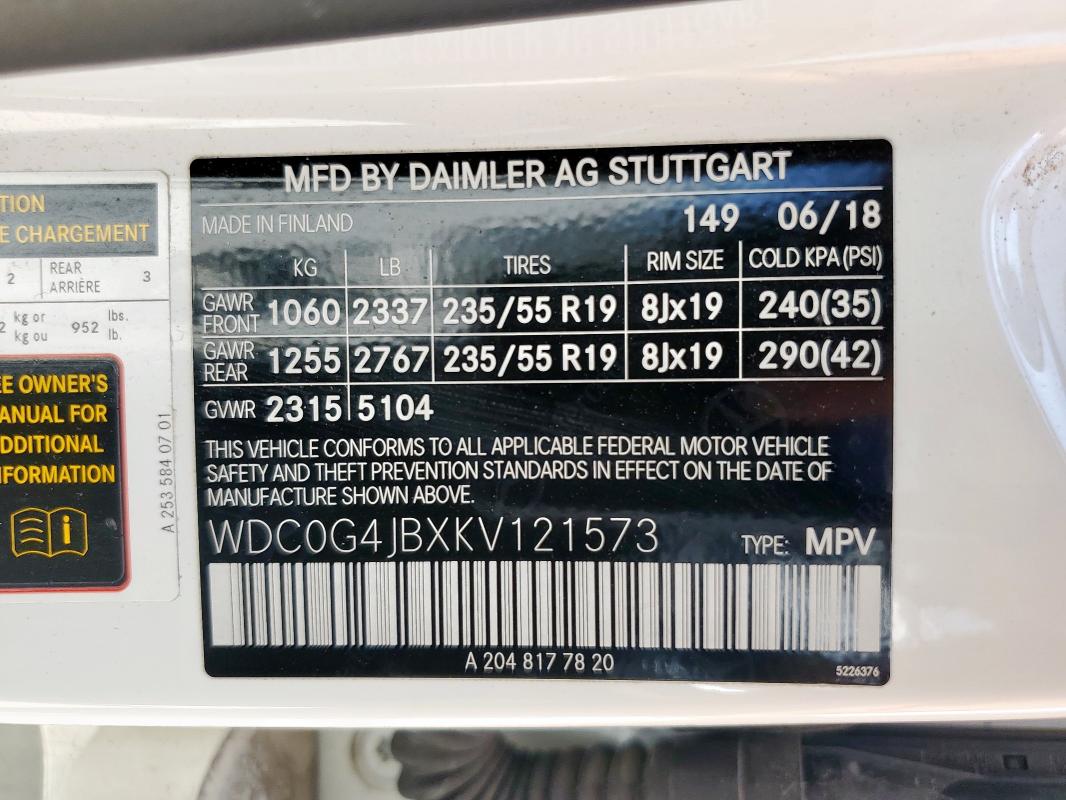 TION
E CHARGEMENT
2 REAR ARRIÈRE 3
kg or 952 lbs.
kg ou lb.
EE OWNER'S
MANUAL FOR
DDITIONAL
NFORMATION
A 253 584 07 01
MFD BY DAIMLER AG STUTTGART
MADE IN FINLAND 149 06/18
KG LB TIRES RIM SIZE COLD KPA (PSI)
GAWR FRONT 1060 2337 235/55 R19 8Jx19 240(35)
GAWR REAR 1255 2767 235/55 R19 8Jx19 290(42)
GVWR 2315 5104
THIS VEHICLE CONFORMS TO ALL APPLICABLE FEDERAL MOTOR VEHICLE
SAFETY AND THEFT PREVENTION STANDARDS IN EFFECT ON THE DATE OF
MANUFACTURE SHOWN ABOVE.
WDC0G4JBXKV121573 TYPE: MPV
A 204 817 78 20
5226376